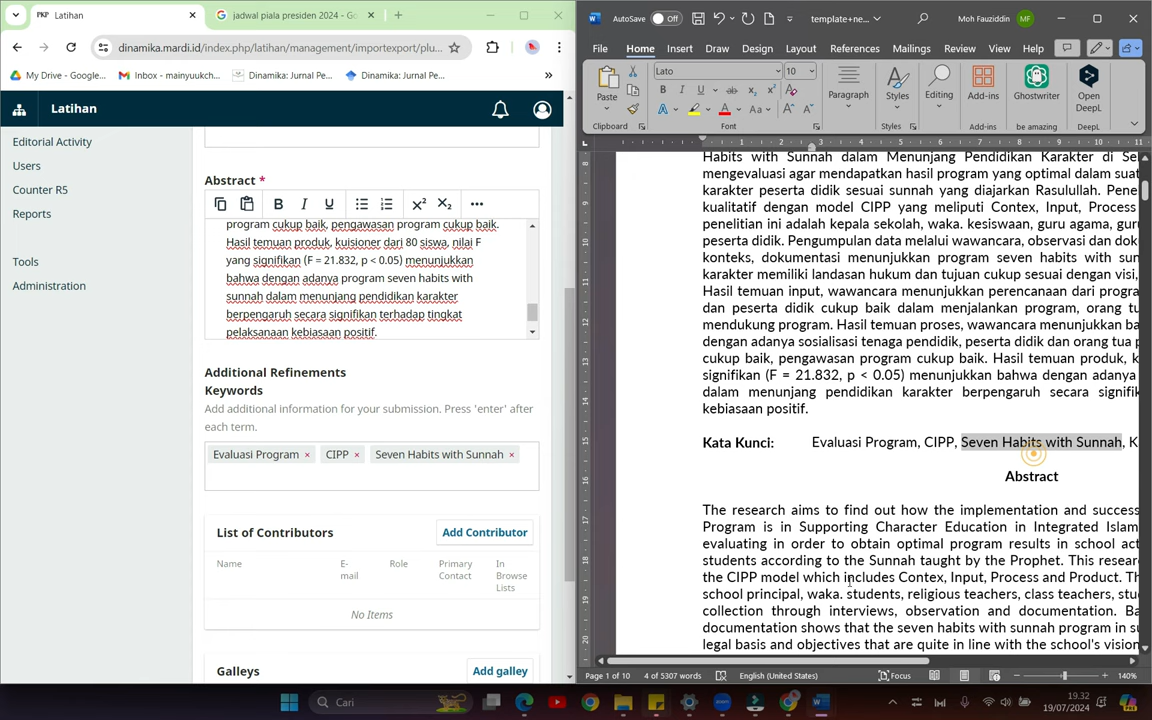 PKP Latihan
jadwal piala presiden 2024 - Go
dinamika.mardi.id/index.php/latihan/management/importexport/plu...
My Drive - Google...
Inbox - mainyuukch...
Dinamika: Jurnal Pe...
Dinamika: Jurnal Pe...
Latihan
Editorial Activity
Users
Counter R5
Reports
Tools
Administration
Abstract *
program cukup baik, pengawasan program cukup baik.
Hasil temuan produk, kuisioner dari 80 siswa, nilai F
yang signifikan (F = 21.832, p < 0.05) menunjukkan
bahwa dengan adanya program seven habits with
sunnah dalam menunjang pendidikan karakter
berpengaruh secara signifikan terhadap tingkat
pelaksanaan kebiasaan positif.
Additional Refinements
Keywords
Add additional information for your submission. Press 'enter' after
each term.
Evaluasi Program × CIPP × Seven Habits with Sunnah ×
List of Contributors
Add Contributor
Name
E-mail
Role
Primary Contact
In Browse Lists
No Items
Galleys
Add galley
AutoSave Off
template+ne...
Moh Fauziddin MF
File Home Insert Draw Design Layout References Mailings Review View Help
Paste
Clipboard
Lato 10
Font
Paragraph
Styles
Styles
Editing
Add-ins
Add-ins
Ghostwriter
be amazing
Open DeepL
DeepL
Habits with Sunnah dalam Menunjang Pendidikan Karakter di Se
mengevaluasi agar mendapatkan hasil program yang optimal dalam suat
karakter peserta didik sesuai sunnah yang diajarkan Rasulullah. Pene
kualitatif dengan model CIPP yang meliputi Contex, Input, Process
penelitian ini adalah kepala sekolah, waka. kesiswaan, guru agama, gur
peserta didik. Pengumpulan data melalui wawancara, observasi dan dok
konteks, dokumentasi menunjukkan program seven habits with sun
karakter memiliki landasan hukum dan tujuan cukup sesuai dengan visi,
Hasil temuan input, wawancara menunjukkan perencanaan dari progra
dan peserta didik cukup baik dalam menjalankan program, orang tu
mendukung program. Hasil temuan proses, wawancara menunjukkan ba
dengan adanya sosialisasi tenaga pendidik, peserta didik dan orang tua p
cukup baik, pengawasan program cukup baik. Hasil temuan produk, k
signifikan (F = 21.832, p < 0.05) menunjukkan bahwa dengan adanya
dalam menunjang pendidikan karakter berpengaruh secara signifik
kebiasaan positif.
Kata Kunci: Evaluasi Program, CIPP, Seven Habits with Sunnah, K
Abstract
The research aims to find out how the implementation and success
Program is in Supporting Character Education in Integrated Islam
evaluating in order to obtain optimal program results in school act
students according to the Sunnah taught by the Prophet. This resear
the CIPP model which includes Contex, Input, Process and Product. Th
school principal, waka. students, religious teachers, class teachers, stu
collection through interviews, observation and documentation. Ba
documentation shows that the seven habits with sunnah program in su
legal basis and objectives that are quite in line with the school's vision
Page 1 of 10 4 of 5307 words English (United States) Focus 140%
Cari
19.32
19/07/2024